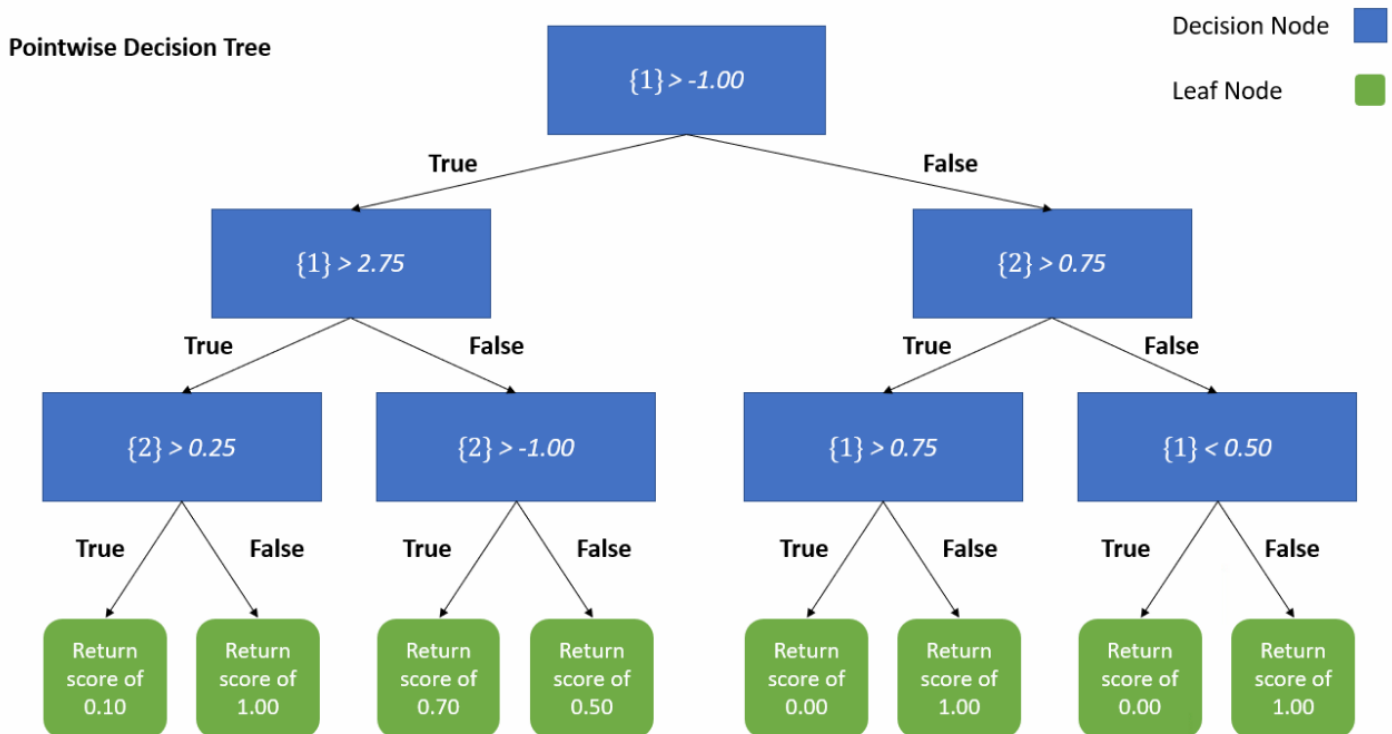 Pointwise Decision Tree
Decision Node
Leaf Node
{1} > -1.00
True
False
{1} > 2.75
{2} > 0.75
True
False
True
False
{2} > 0.25
{2} > -1.00
{1} > 0.75
{1} < 0.50
True
False
True
False
True
False
True
False
Return
score of
0.10
Return
score of
1.00
Return
score of
0.70
Return
score of
0.50
Return
score of
0.00
Return
score of
1.00
Return
score of
0.00
Return
score of
1.00